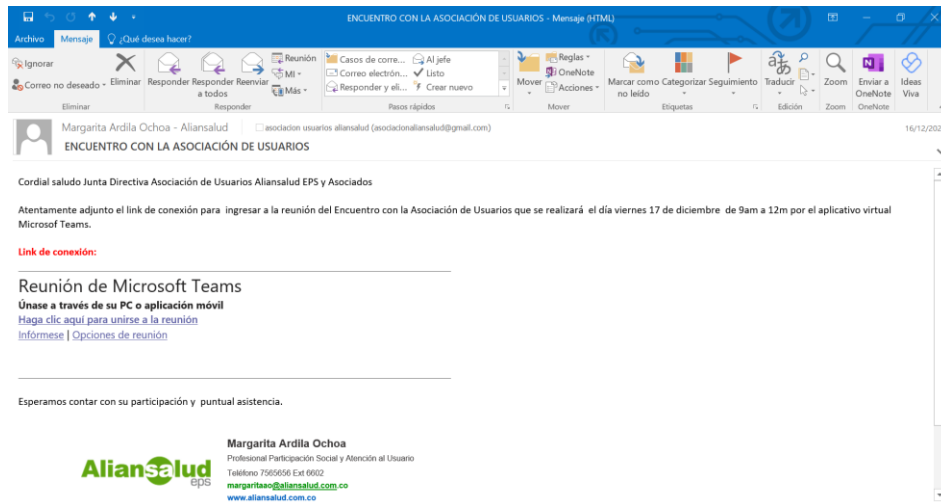 ENCUENTRO CON LA ASOCIACIÓN DE USUARIOS - Mensaje (HTML)
Archivo Mensaje ¿Qué desea hacer?
Ignorar
Correo no deseado
Eliminar
Responder
Responder a todos
Reenviar
Reunión
MI
Más
Casos de corre...
Correo electrón...
Responder y eli...
Al jefe
Listo
Crear nuevo
Mover
Reglas
OneNote
Acciones
Marcar como no leído
Categorizar
Seguimiento
Traducir
Zoom
Enviar a OneNote
Ideas Viva
Eliminar Responder Pasos rápidos Mover Etiquetas Edición Zoom OneNote
Margarita Ardila Ochoa - Aliansalud asociacion usuarios aliansalud (asociacionaliansalud@gmail.com) 16/12/202
ENCUENTRO CON LA ASOCIACIÓN DE USUARIOS
Cordial saludo Junta Directiva Asociación de Usuarios Aliansalud EPS y Asociados
Atentamente adjunto el link de conexión para ingresar a la reunión del Encuentro con la Asociación de Usuarios que se realizará el día viernes 17 de diciembre de 9am a 12m por el aplicativo virtual
Microsof Teams.
Link de conexión:
Reunión de Microsoft Teams
Únase a través de su PC o aplicación móvil
Haga clic aquí para unirse a la reunión
Infórmese | Opciones de reunión
Esperamos contar con su participación y puntual asistencia.
Aliansalud
eps
Margarita Ardila Ochoa
Profesional Participación Social y Atención al Usuario
Teléfono 7565656 Ext 6602
margaritaao@aliansalud.com.co
www.aliansalud.com.co